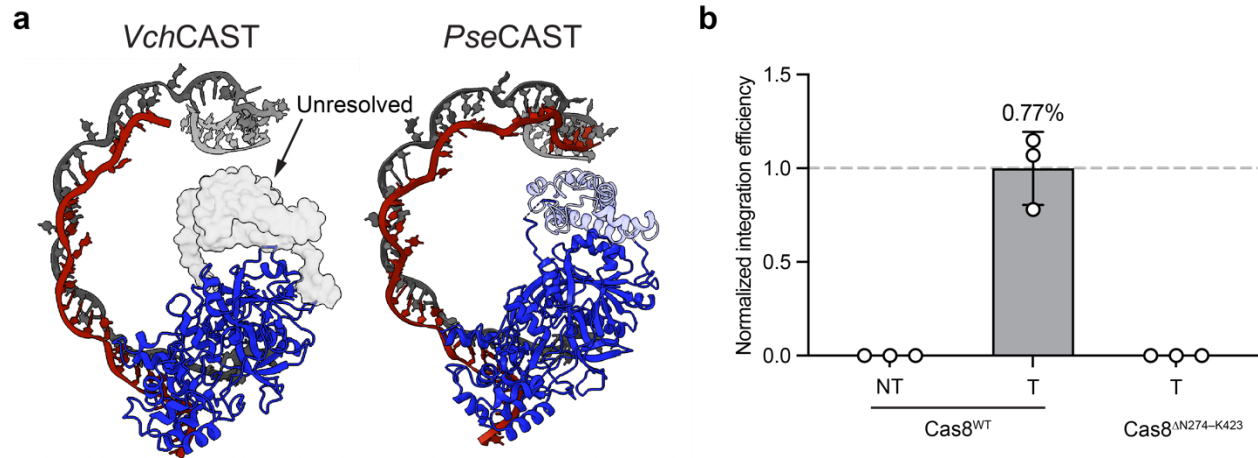 a
VchCAST
PseCAST
Unresolved
b
Normalized integration efficiency
1.5
1.0
0.5
0.0
0.77%
NT
T
T
Cas8WT
Cas8ΔN274–K423